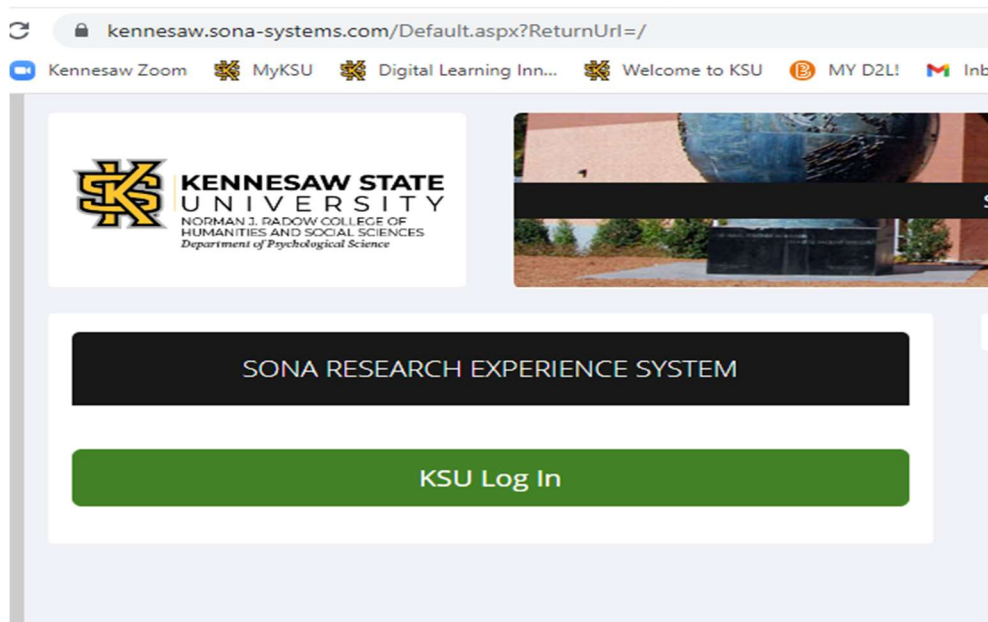 kennesaw.sona-systems.com/Default.aspx?ReturnUrl=/
Kennesaw Zoom MyKSU Digital Learning Inn... Welcome to KSU B MY D2L! M Inb
KS
KENNESAW STATE
UNIVERSITY
NORMAN J. RADOW COLLEGE OF
HUMANITIES AND SOCIAL SCIENCES
Department of Psychological Science
S
SONA RESEARCH EXPERIENCE SYSTEM
KSU Log In